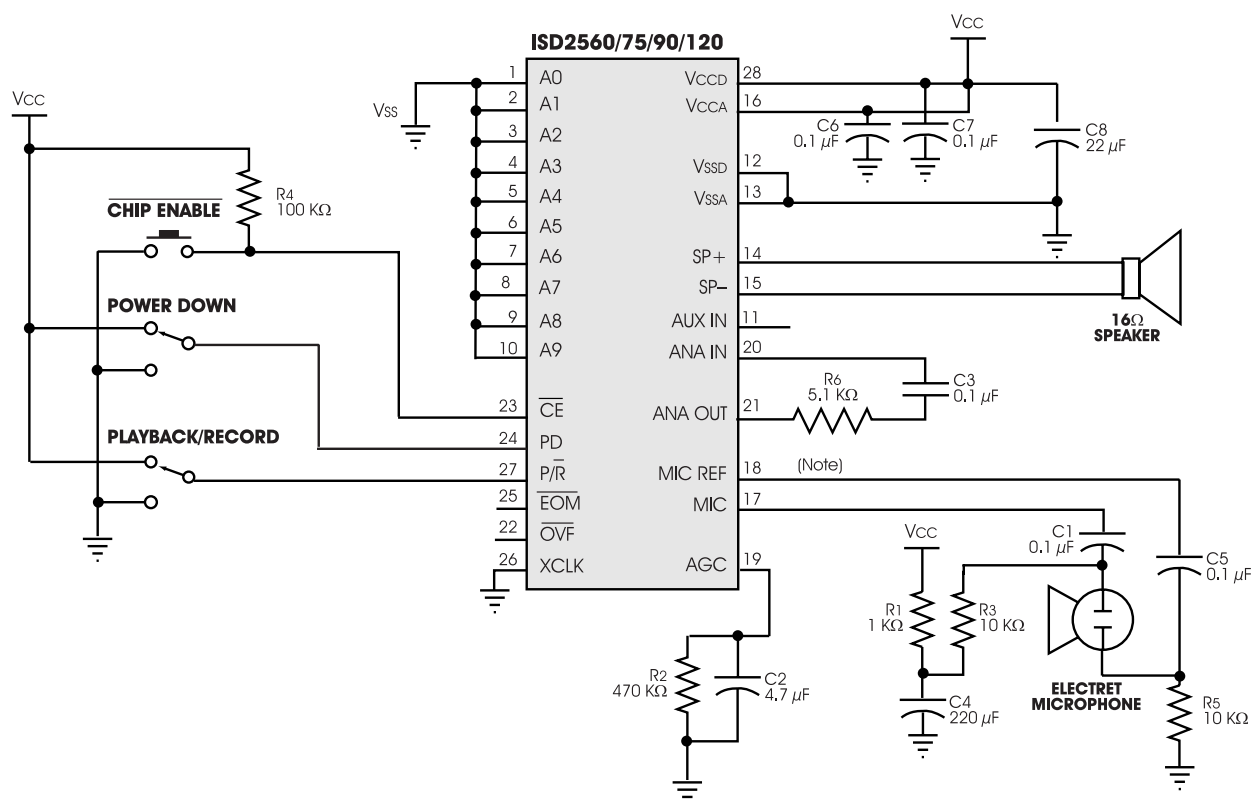 ISD2560/75/90/120
VCC
VSS
VCC
1 A0
2 A1
3 A2
4 A3
5 A4
6 A5
7 A6
8 A7
9 A8
10 A9
23 CE
24 PD
27 P/R
25 EOM
22 OVF
26 XCLK
VCCD 28
VCCA 16
VSSD 12
VSSA 13
SP+ 14
SP– 15
AUX IN 11
ANA IN 20
ANA OUT 21
MIC REF 18
MIC 17
AGC 19
R4
100 KΩ
CHIP ENABLE
POWER DOWN
PLAYBACK/RECORD
C6
0.1 µF
C7
0.1 µF
C8
22 µF
16Ω
SPEAKER
R6
5.1 KΩ
C3
0.1 µF
(Note)
VCC
C1
0.1 µF
C5
0.1 µF
R1
1 KΩ
R3
10 KΩ
R2
470 KΩ
C2
4.7 µF
C4
220 µF
ELECTRET
MICROPHONE
R5
10 KΩ